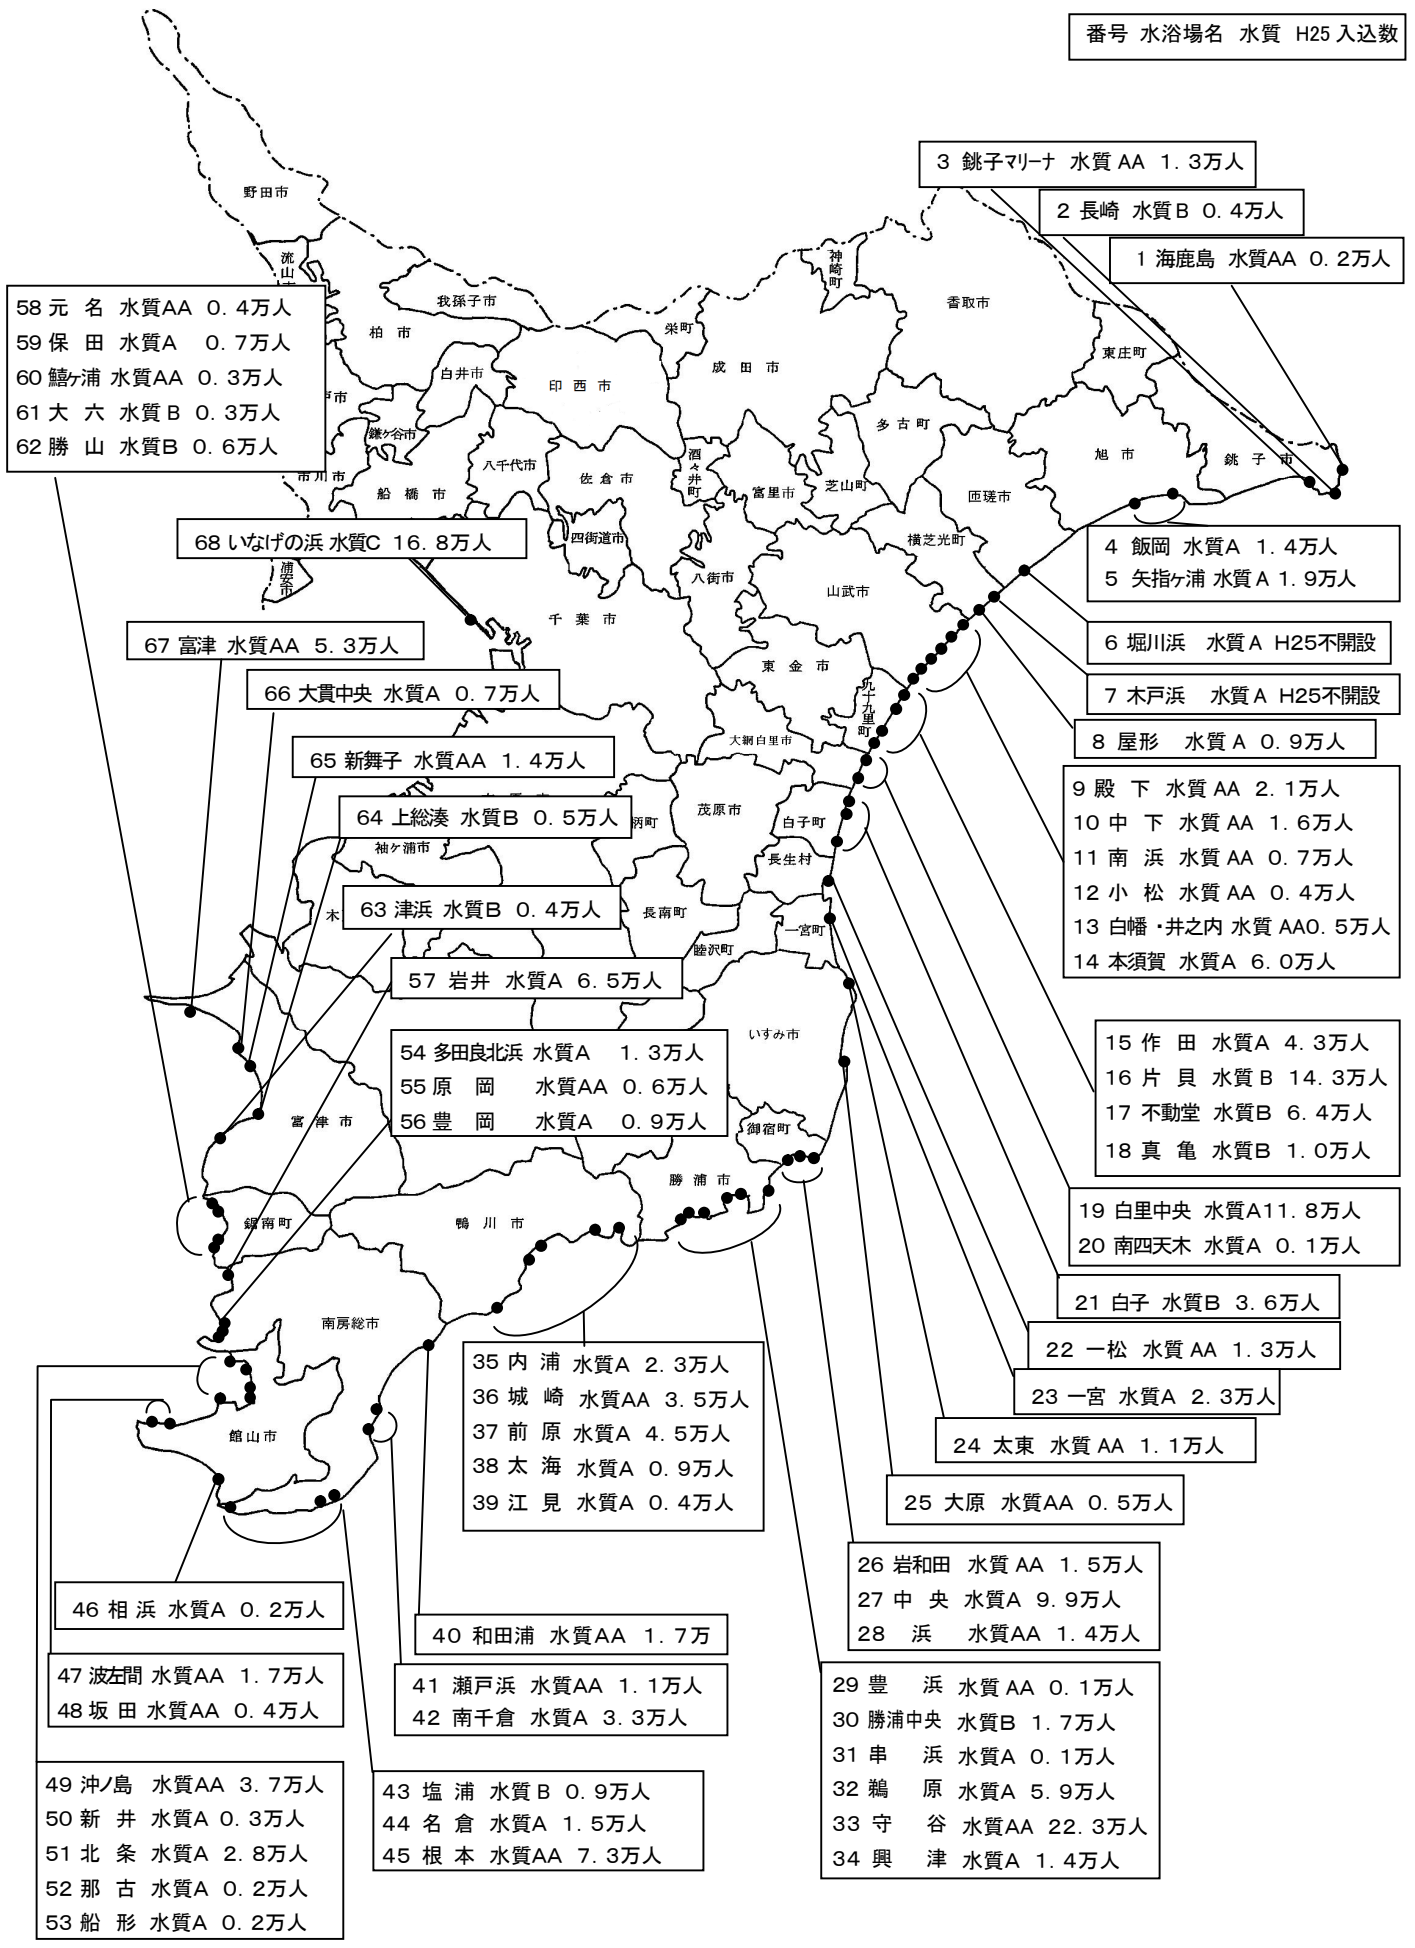 番号 水浴場名 水質 H25入込数
3 銚子マリーナ 水質AA 1.3万人
2 長崎 水質B 0.4万人
1 海鹿島 水質AA 0.2万人
野田市
流山
我孫子市
柏市
神崎町
香取市
栄町
成田市
東庄町
白井市
印西市
58 元名 水質AA 0.4万人
59 保田 水質A 0.7万人
60 鱚ヶ浦 水質AA 0.3万人
61 大六 水質B 0.3万人
62 勝山 水質B 0.6万人
戸市
鎌ヶ谷市
市川市
船橋市
八千代市
佐倉市
酒々井町
富里市
多古町
芝山町
旭市
銚子市
匝瑳市
横芝光町
68 いなげの浜 水質C 16.8万人
四街道市
浦安市
八街市
山武市
千葉市
4 飯岡 水質A 1.4万人
5 矢指ヶ浦 水質A 1.9万人
6 堀川浜 水質A H25不開設
7 木戸浜 水質A H25不開設
8 屋形 水質A 0.9万人
67 富津 水質AA 5.3万人
66 大貫中央 水質A 0.7万人
65 新舞子 水質AA 1.4万人
64 上総湊 水質B 0.5万人
東金市
九十九里町
大網白里市
茂原市
白子町
柄町
袖ヶ浦市
長生村
長南町
一宮町
睦沢町
木
9 殿下 水質AA 2.1万人
10 中下 水質AA 1.6万人
11 南浜 水質AA 0.7万人
12 小松 水質AA 0.4万人
13 白幡・井之内 水質AA0.5万人
14 本須賀 水質A 6.0万人
63 津浜 水質B 0.4万人
57 岩井 水質A 6.5万人
54 多田良北浜 水質A 1.3万人
55 原岡 水質AA 0.6万人
56 豊岡 水質A 0.9万人
いすみ市
15 作田 水質A 4.3万人
16 片貝 水質B 14.3万人
17 不動堂 水質B 6.4万人
18 真亀 水質B 1.0万人
富津市
御宿町
勝浦市
鋸南町
鴨川市
19 白里中央 水質A11.8万人
20 南四天木 水質A 0.1万人
21 白子 水質B 3.6万人
22 一松 水質AA 1.3万人
23 一宮 水質A 2.3万人
24 太東 水質AA 1.1万人
25 大原 水質AA 0.5万人
南房総市
館山市
35 内浦 水質A 2.3万人
36 城崎 水質AA 3.5万人
37 前原 水質A 4.5万人
38 太海 水質A 0.9万人
39 江見 水質A 0.4万人
26 岩和田 水質AA 1.5万人
27 中央 水質A 9.9万人
28 浜 水質AA 1.4万人
46 相浜 水質A 0.2万人
40 和田浦 水質AA 1.7万
47 波左間 水質AA 1.7万人
48 坂田 水質AA 0.4万人
41 瀬戸浜 水質AA 1.1万人
42 南千倉 水質A 3.3万人
29 豊浜 水質AA 0.1万人
30 勝浦中央 水質B 1.7万人
31 串浜 水質A 0.1万人
32 鵜原 水質A 5.9万人
33 守谷 水質AA 22.3万人
34 興津 水質A 1.4万人
49 沖ノ島 水質AA 3.7万人
50 新井 水質A 0.3万人
51 北条 水質A 2.8万人
52 那古 水質A 0.2万人
53 船形 水質A 0.2万人
43 塩浦 水質B 0.9万人
44 名倉 水質A 1.5万人
45 根本 水質AA 7.3万人